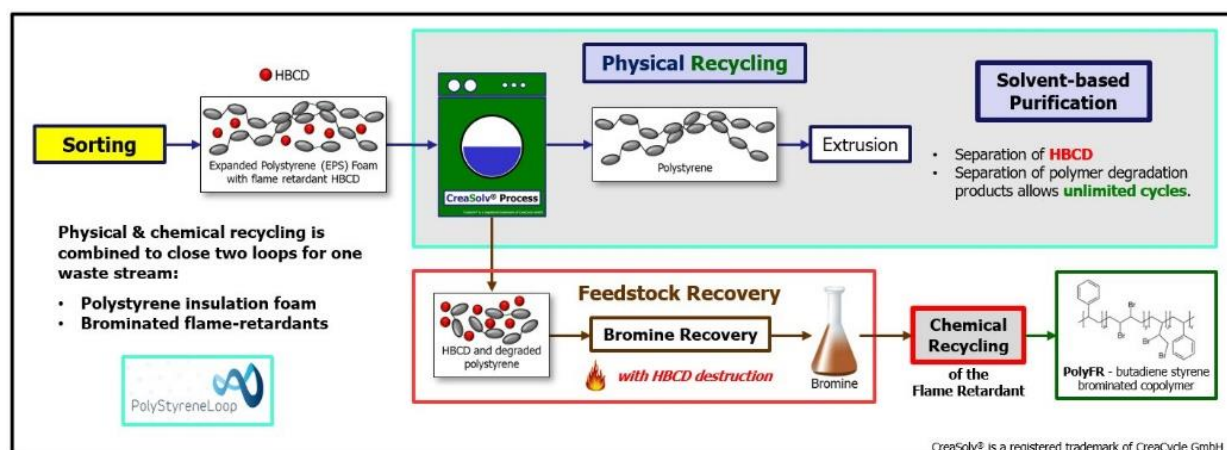 HBCD
Sorting
Expanded Polystyrene (EPS) Foam
with flame retardant HBCD
CreaSolv® Process
Physical Recycling
Polystyrene
Extrusion
Solvent-based
Purification
• Separation of HBCD
• Separation of polymer degradation
products allows unlimited cycles.
Physical & chemical recycling is
combined to close two loops for one
waste stream:
• Polystyrene insulation foam
• Brominated flame-retardants
PolyStyreneLoop
Feedstock Recovery
HBCD and degraded
polystyrene
Bromine Recovery
with HBCD destruction
Bromine
Chemical
Recycling
of the
Flame Retardant
Br
Br
Br
Br
PolyFR - butadiene styrene
brominated copolymer
CreaSolv® is a registered trademark of CreaCycle GmbH